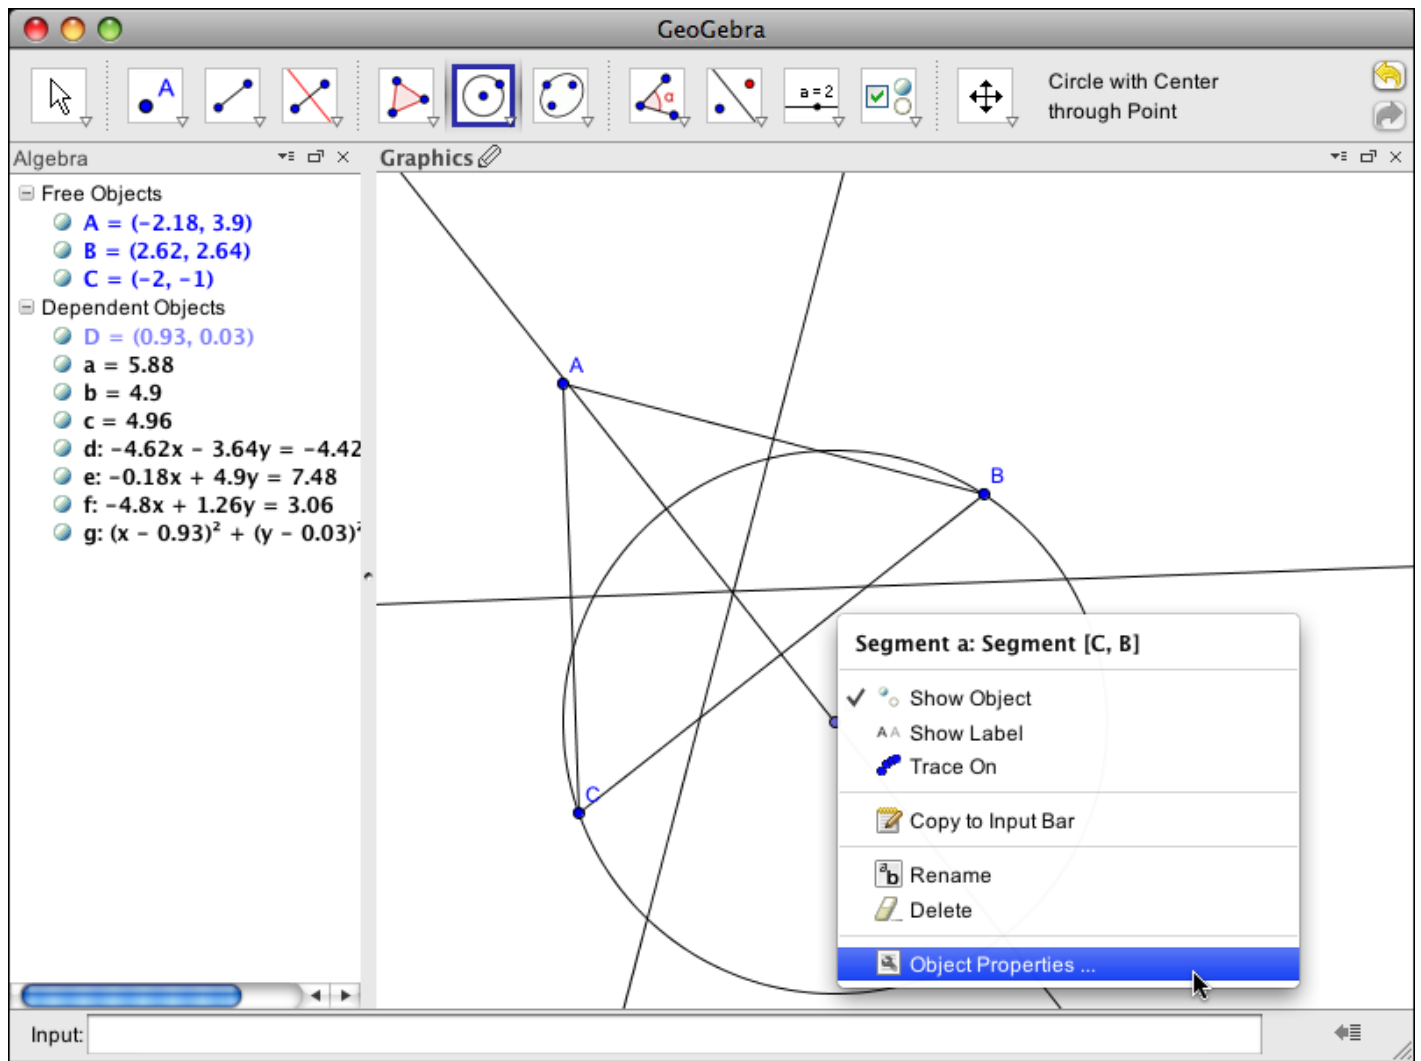 GeoGebra
A
α
a = 2
Circle with Center
through Point
Algebra
Graphics
Free Objects
A = (-2.18, 3.9)
B = (2.62, 2.64)
C = (-2, -1)
Dependent Objects
D = (0.93, 0.03)
a = 5.88
b = 4.9
c = 4.96
d: -4.62x - 3.64y = -4.42
e: -0.18x + 4.9y = 7.48
f: -4.8x + 1.26y = 3.06
g: (x - 0.93)² + (y - 0.03)²
A
B
C
Segment a: Segment [C, B]
Show Object
AA Show Label
Trace On
Copy to Input Bar
ab Rename
Delete
Object Properties ...
Input: